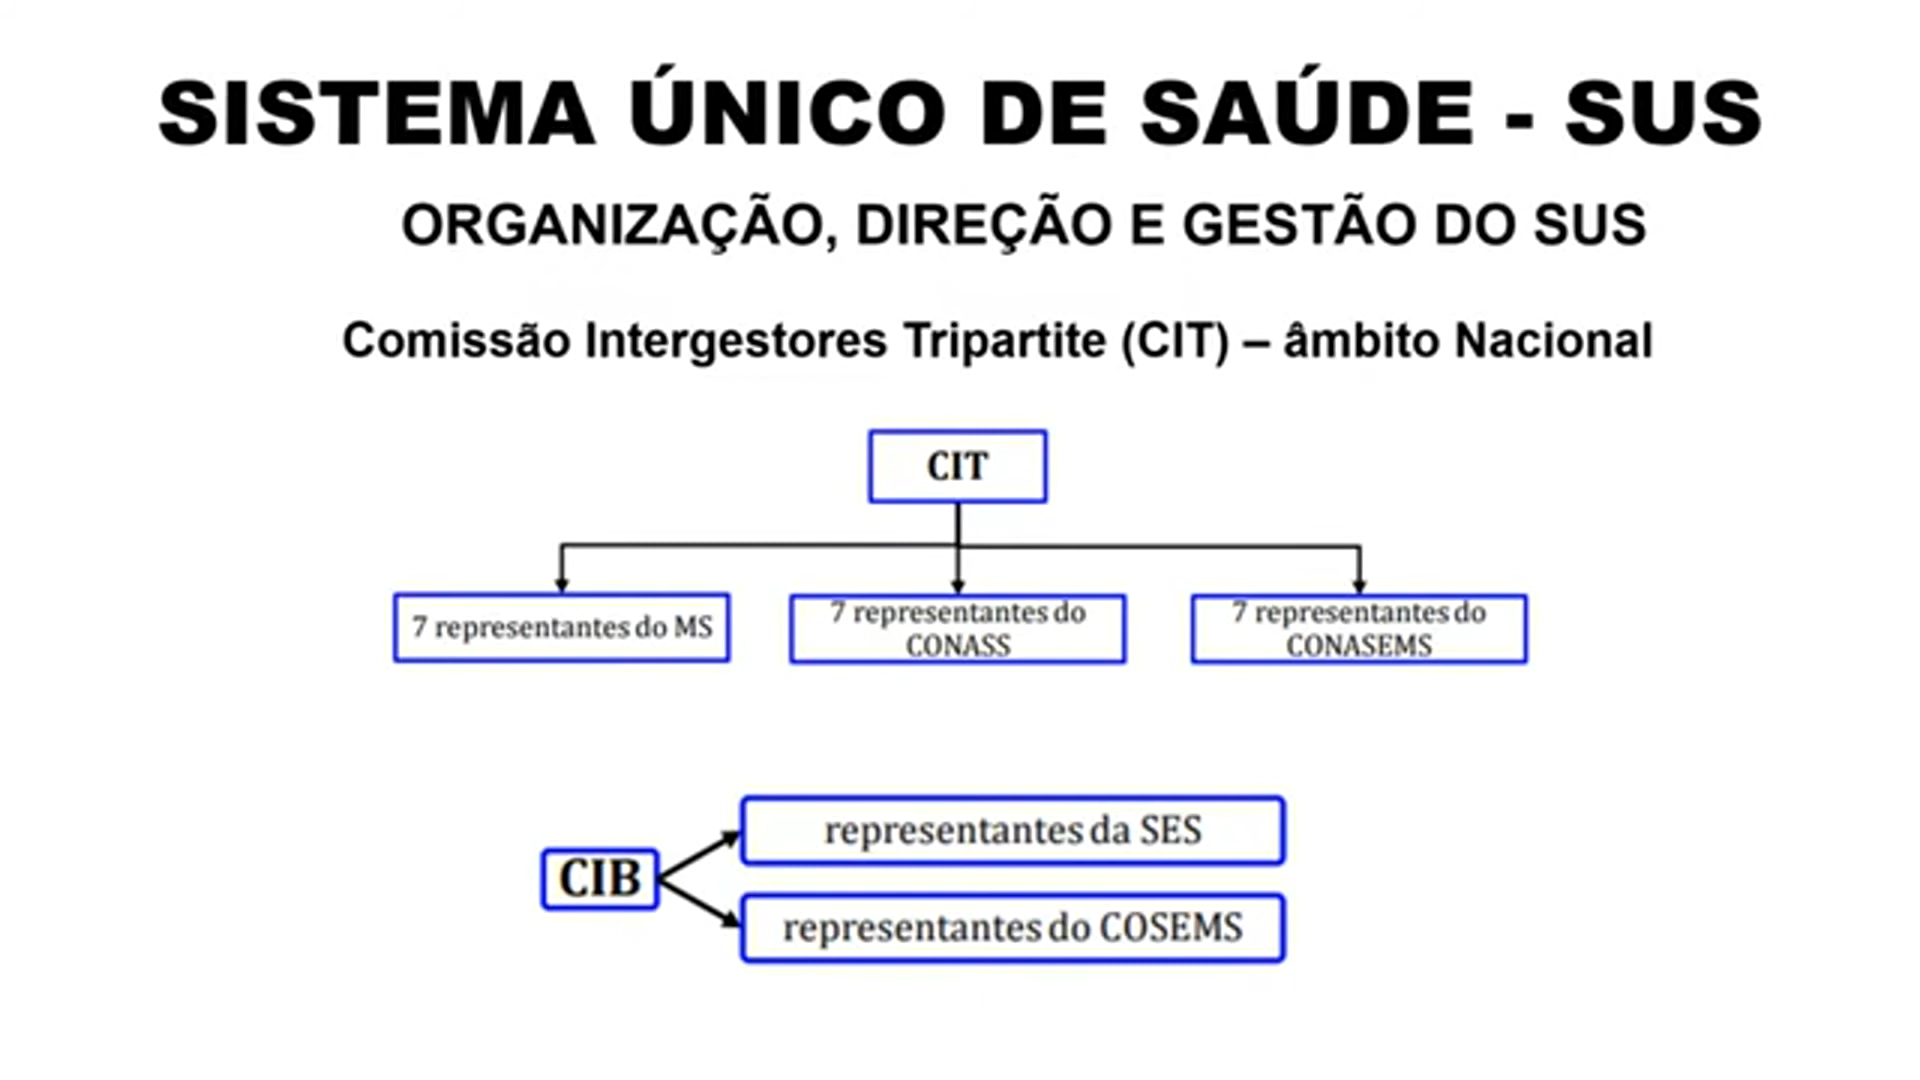 SISTEMA ÚNICO DE SAÚDE - SUS
ORGANIZAÇÃO, DIREÇÃO E GESTÃO DO SUS
Comissão Intergestores Tripartite (CIT) – âmbito Nacional
CIT
7 representantes do MS
7 representantes do
CONASS
7 representantes do
CONASEMS
CIB
representantes da SES
representantes do COSEMS